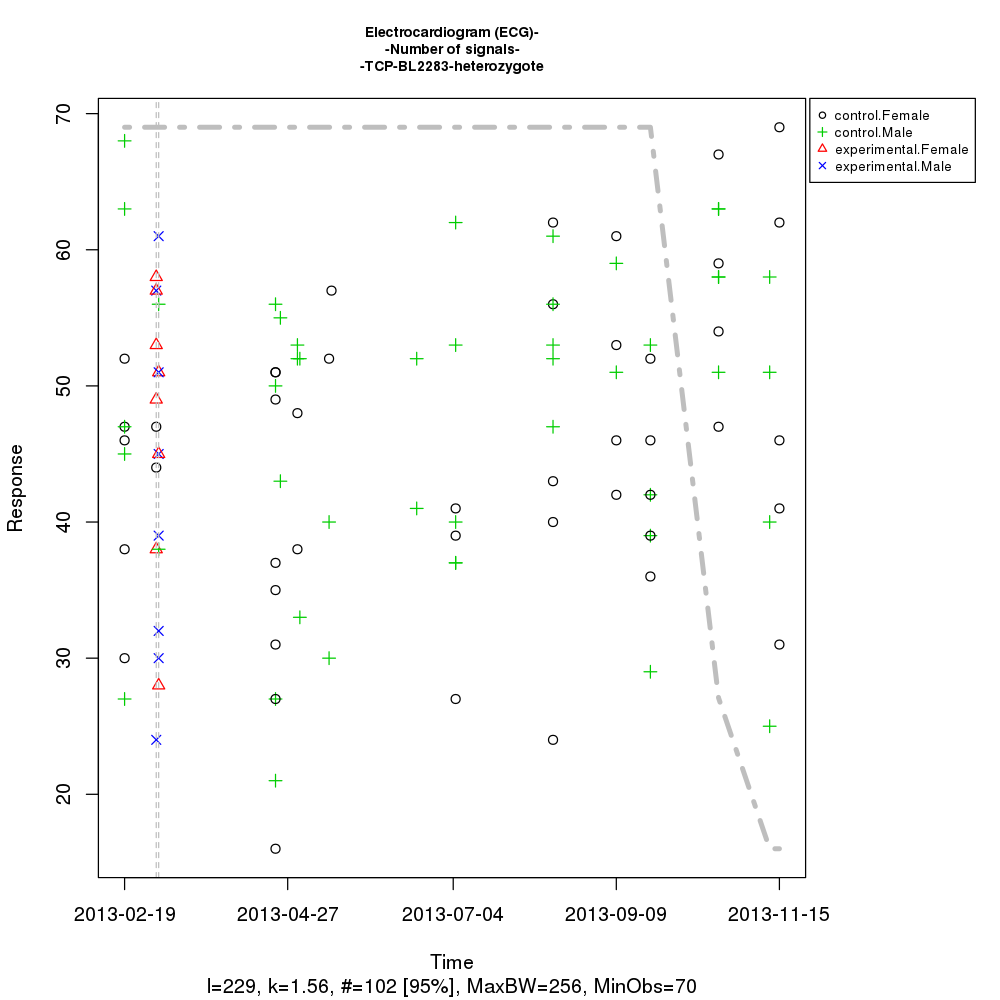 Electrocardiogram (ECG)-
-Number of signals-
-TCP-BL2283-heterozygote
control.Female
control.Male
experimental.Female
experimental.Male
70
60
50
40
30
20
Response
2013-02-19 2013-04-27 2013-07-04 2013-09-09 2013-11-15
Time
l=229, k=1.56, #=102 [95%], MaxBW=256, MinObs=70